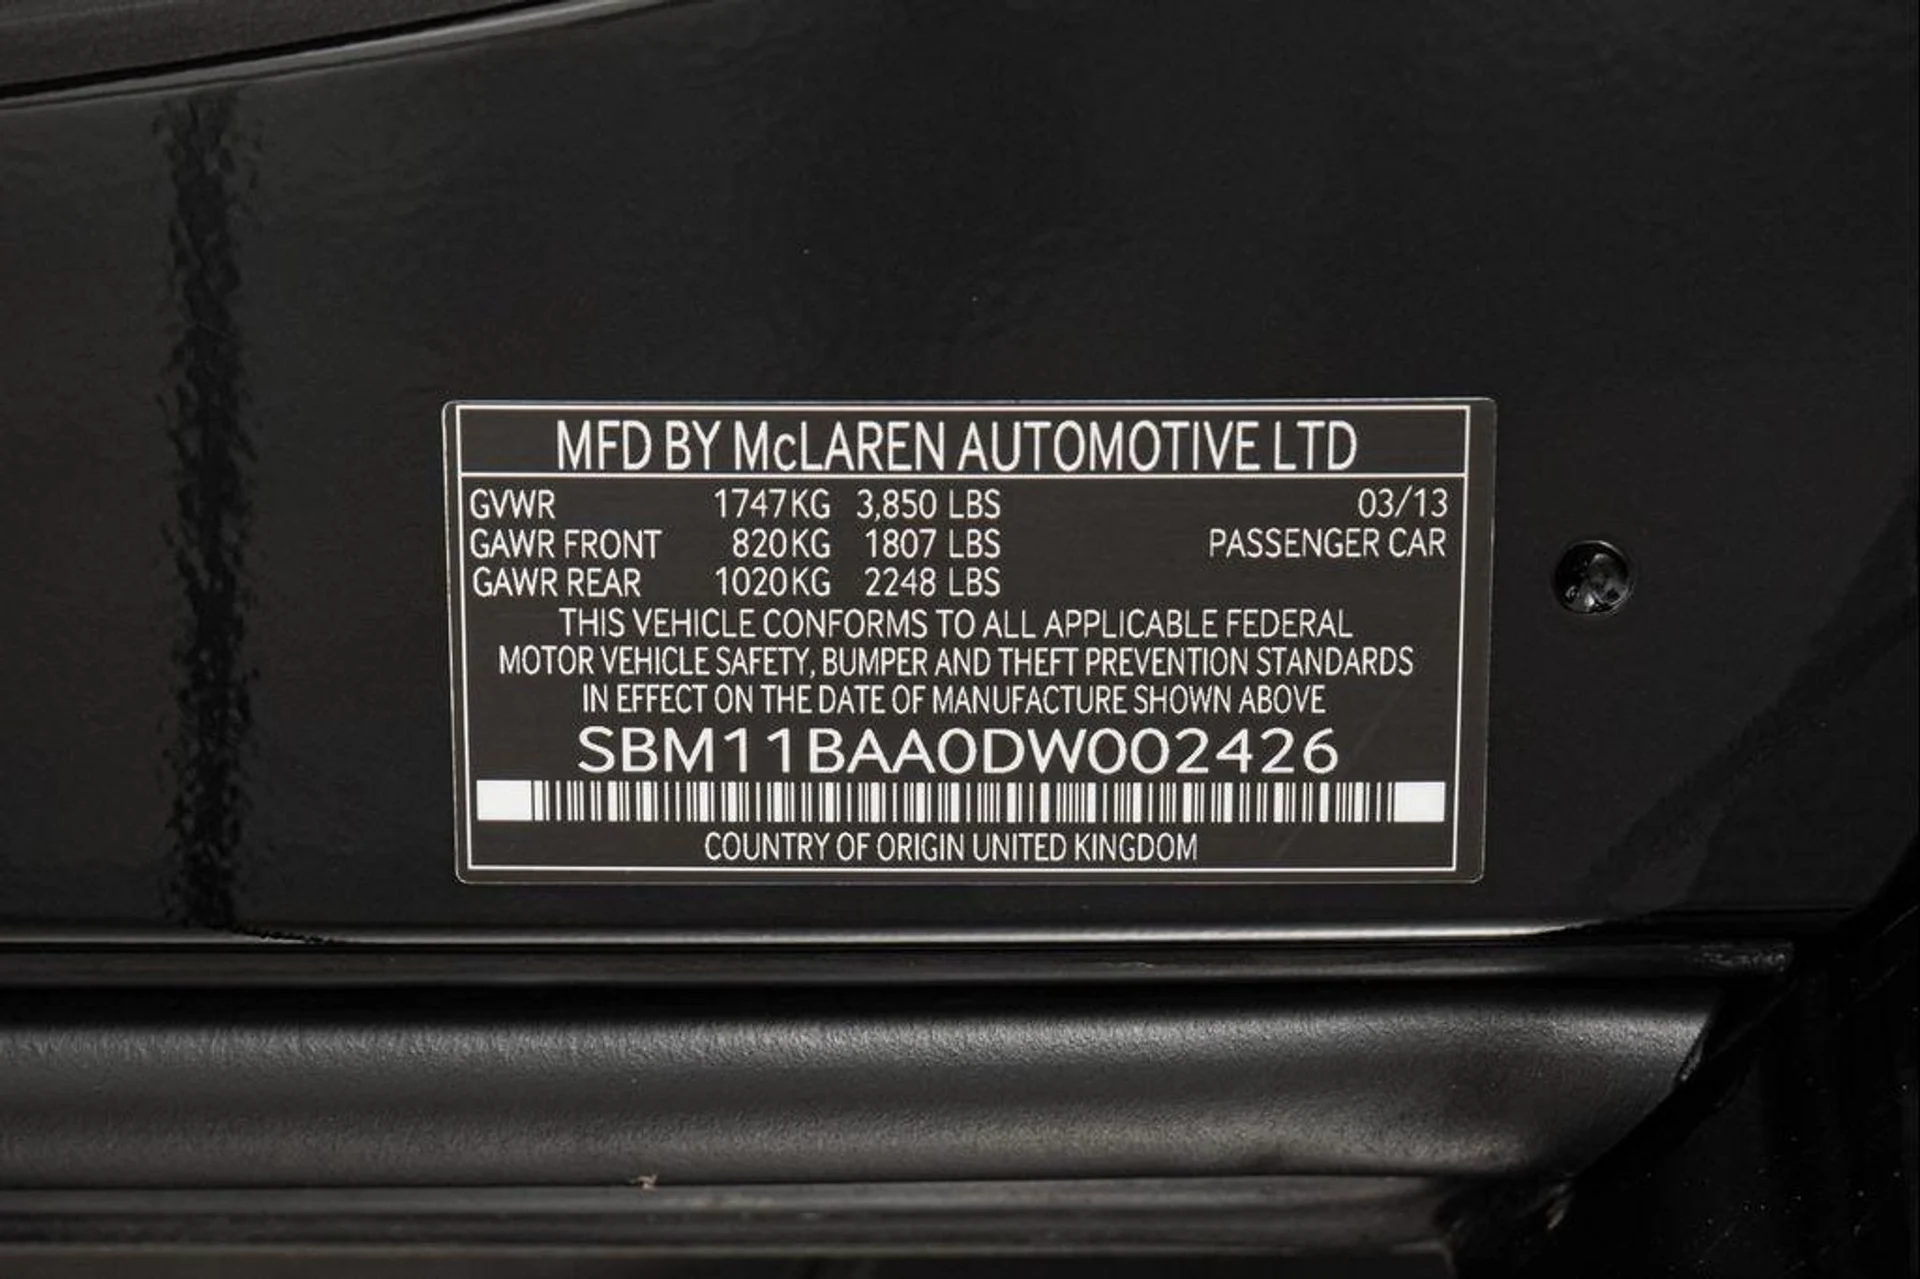 MFD BY McLAREN AUTOMOTIVE LTD
GVWR 1747KG 3,850 LBS 03/13
GAWR FRONT 820KG 1807 LBS PASSENGER CAR
GAWR REAR 1020KG 2248 LBS
THIS VEHICLE CONFORMS TO ALL APPLICABLE FEDERAL
MOTOR VEHICLE SAFETY, BUMPER AND THEFT PREVENTION STANDARDS
IN EFFECT ON THE DATE OF MANUFACTURE SHOWN ABOVE
SBM11BAA0DW002426
COUNTRY OF ORIGIN UNITED KINGDOM